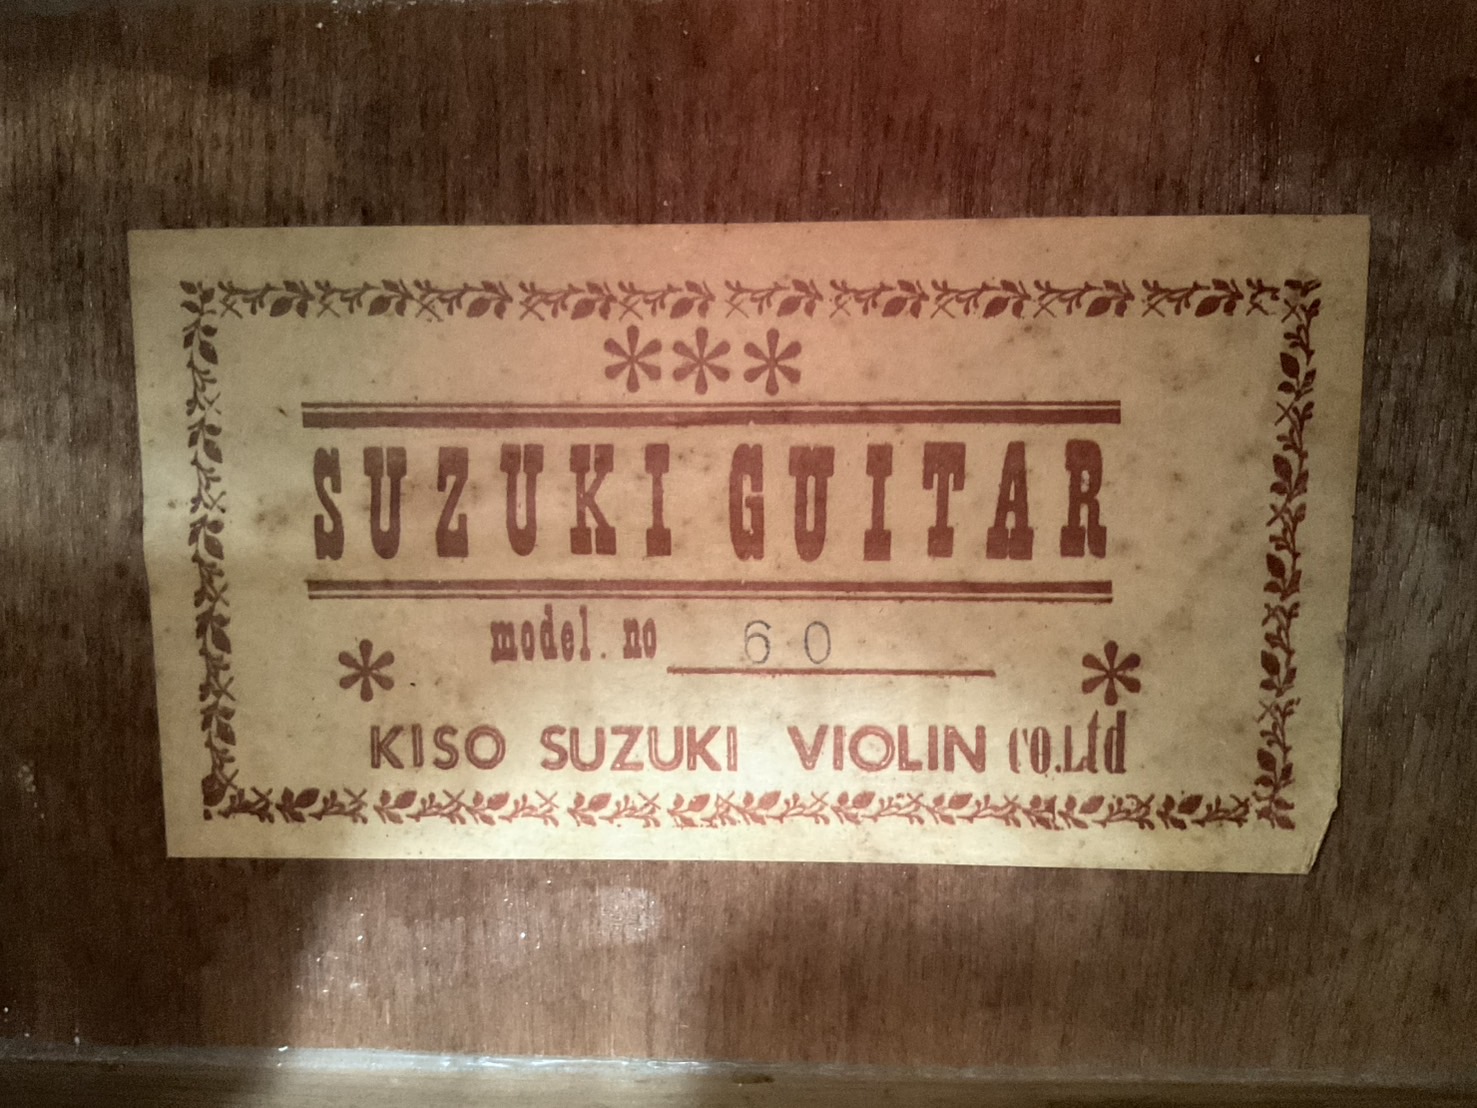 SUZUKI GUITAR
model. no 60
KISO SUZUKI VIOLIN CO.Ltd